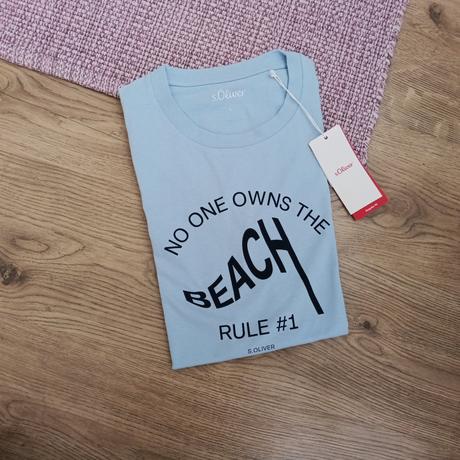 s.Oliver
s.Oliver
NO ONE OWNS THE
BEACH
RULE #1
S.OLIVER